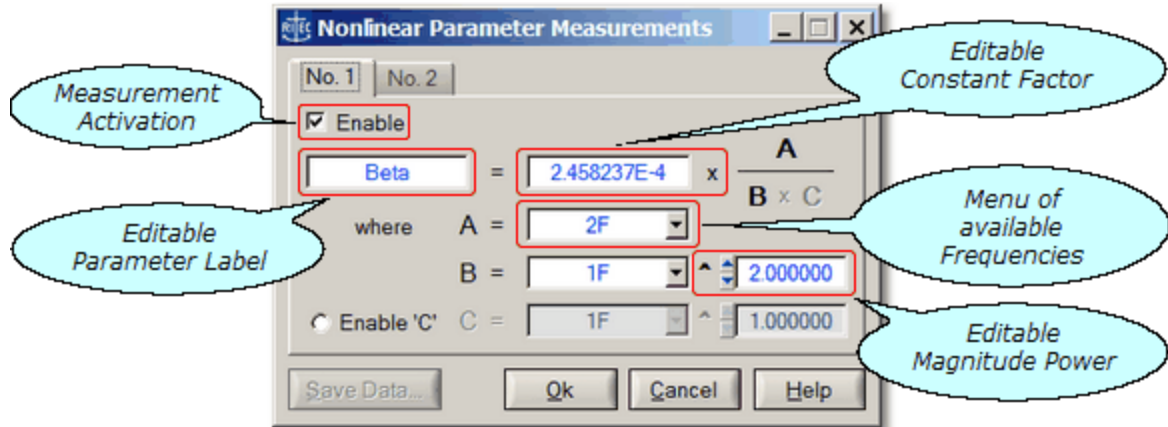 RITEC Nonlinear Parameter Measurements
Editable
Constant Factor
No. 1 No. 2
Measurement
Activation
Enable
Beta = 2.458237E-4 x A
B × C
Editable
Parameter Label
where A = 2F
Menu of
available
Frequencies
B = 1F ^ 2.000000
Enable 'C' C = 1F ^ 1.000000
Editable
Magnitude Power
Save Data... Ok Cancel Help